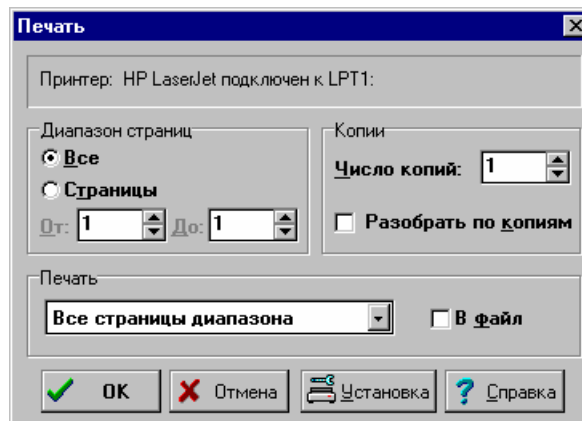 Печать
Принтер: HP LaserJet подключен к LPT1:
Диапазон страниц
Все
Страницы
От: 1 До: 1
Копии
Число копий: 1
Разобрать по копиям
Печать
Все страницы диапазона
В файл
OK Отмена Установка Справка